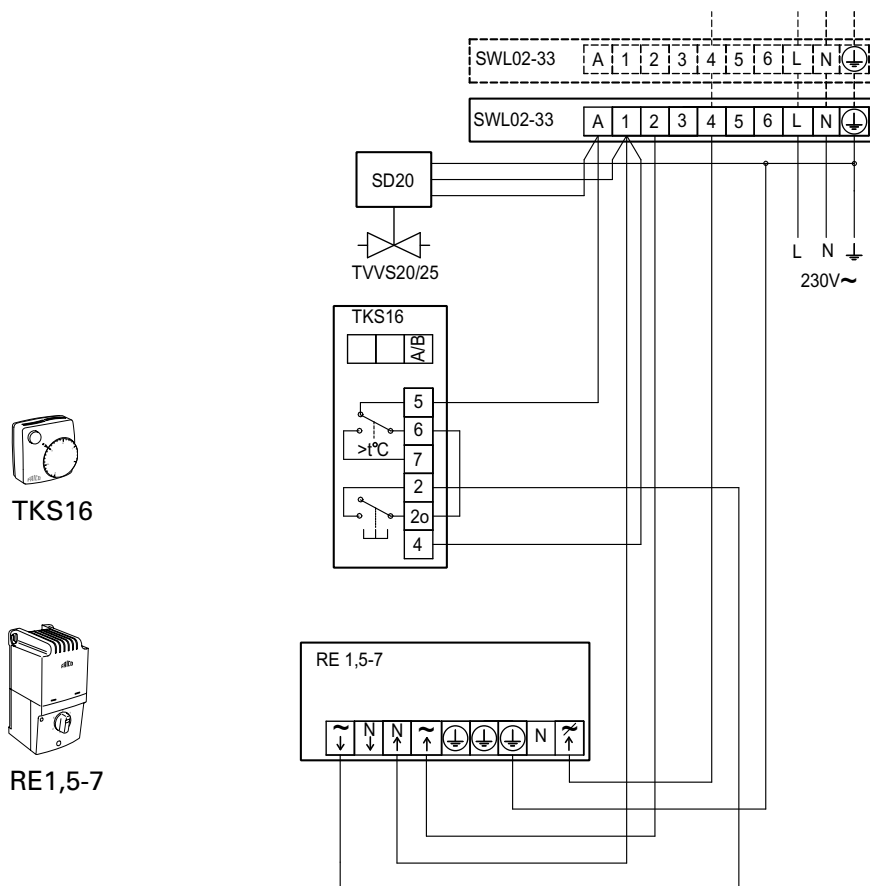 SWL02-33 A 1 2 3 4 5 6 L N
SWL02-33 A 1 2 3 4 5 6 L N
SD20
TVVS20/25
L N
230V~
TKS16
A/B
5
6
>t°C
7
2
2o
4
TKS16
RE 1,5-7
~ N N ~ N ~
RE1,5-7